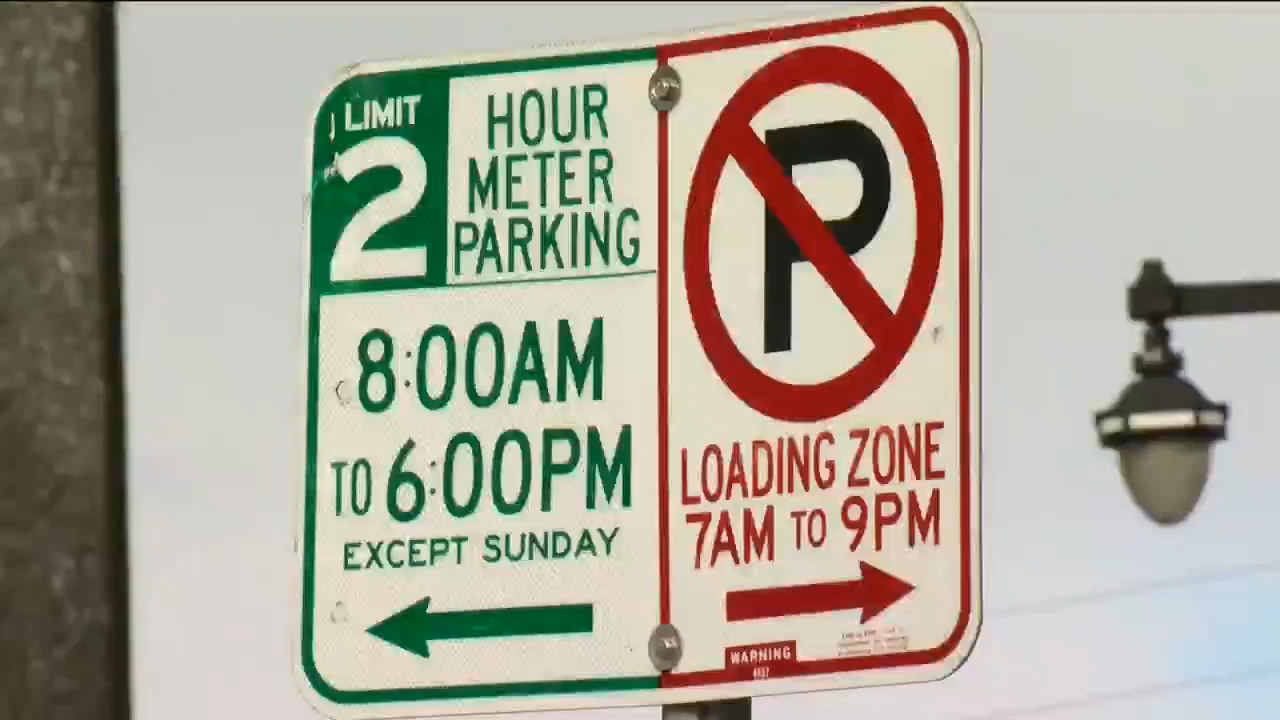 LIMIT
2
HOUR
METER
PARKING
8:00AM
TO 6:00PM
EXCEPT SUNDAY
P
LOADING ZONE
7AM TO 9PM
WARNING